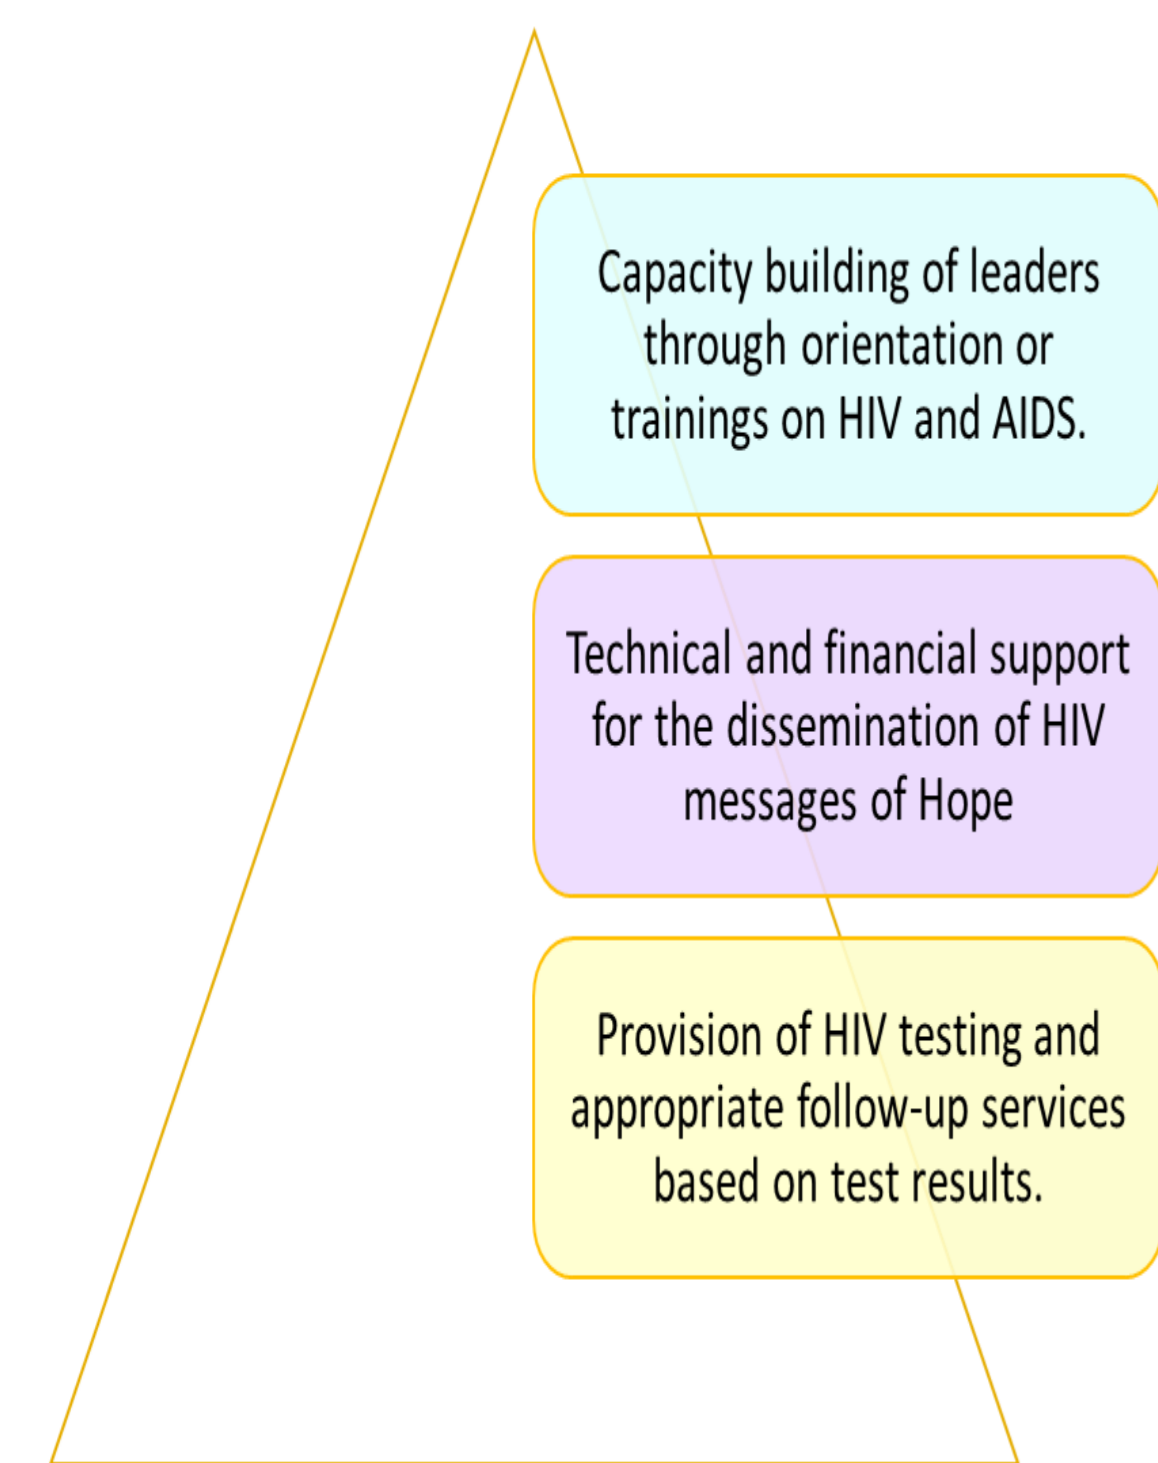 Capacity building of leaders
through orientation or
trainings on HIV and AIDS.
Technical and financial support
for the dissemination of HIV
messages of Hope
Provision of HIV testing and
appropriate follow-up services
based on test results.